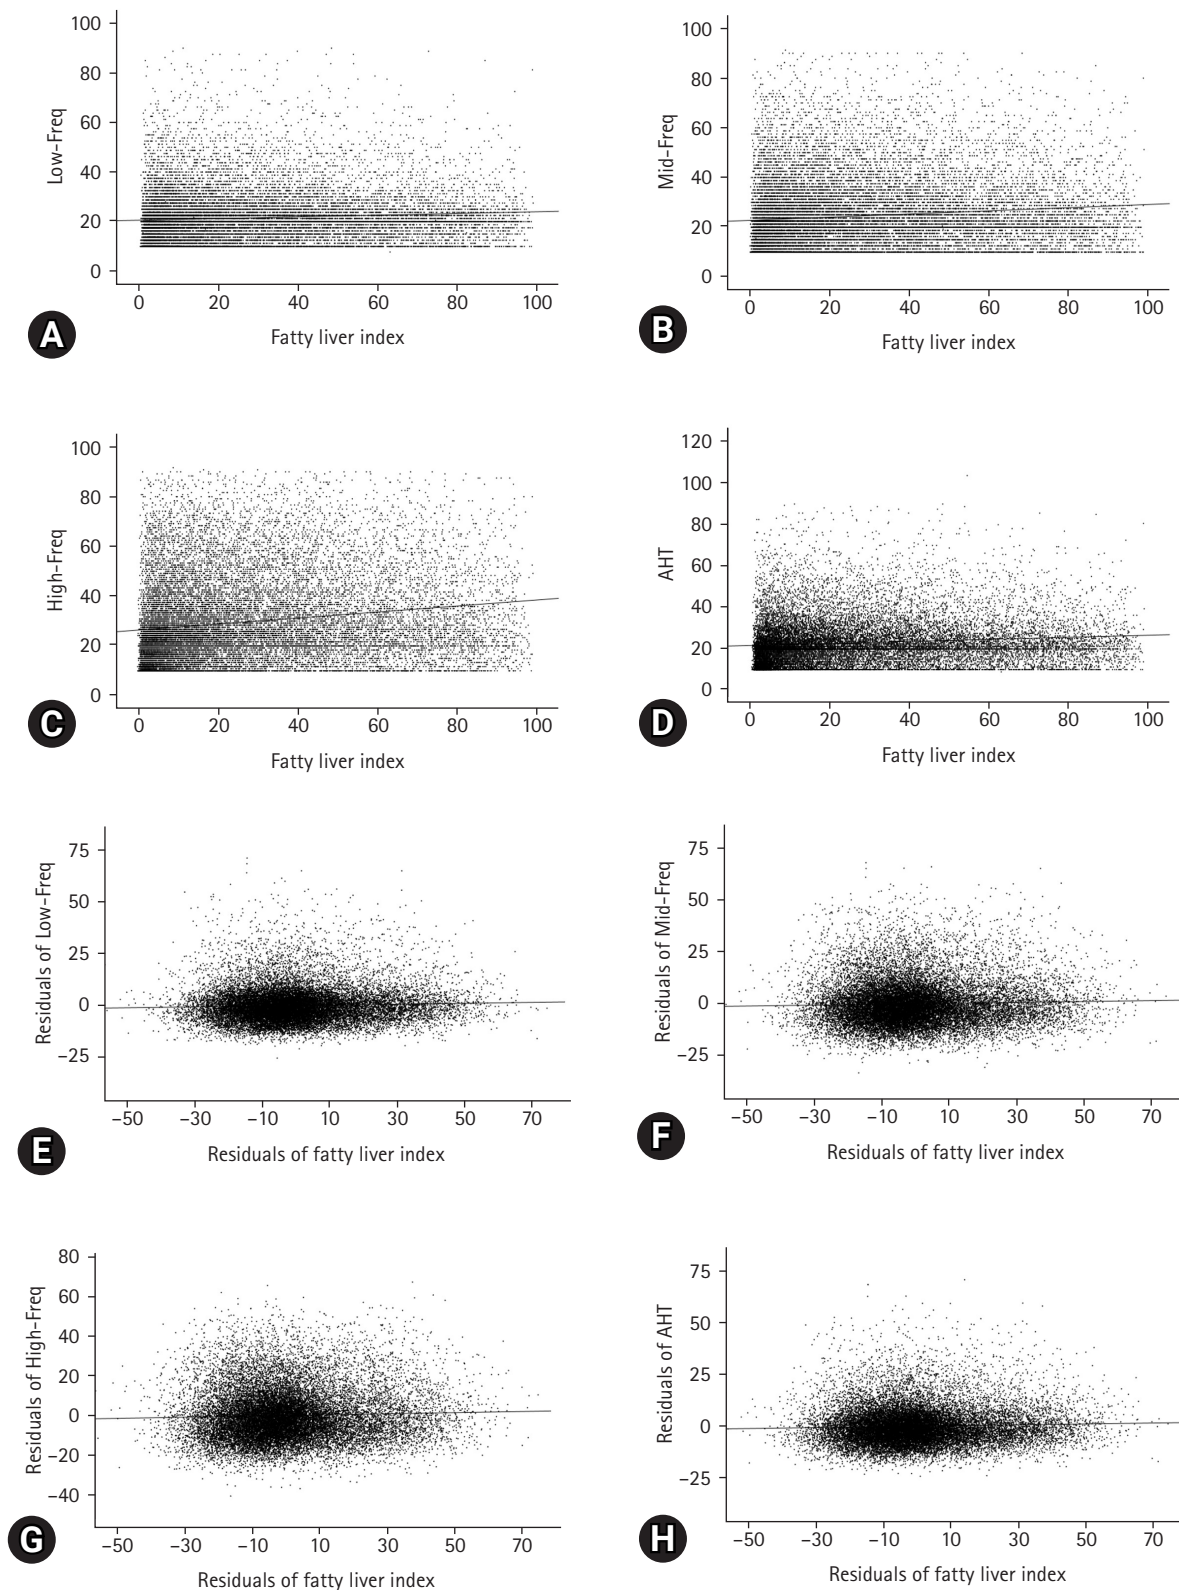 100
80
60
40
20
0
Low-Freq
0 20 40 60 80 100
Fatty liver index
A
100
80
60
40
20
0
Mid-Freq
0 20 40 60 80 100
Fatty liver index
B
100
80
60
40
20
0
High-Freq
0 20 40 60 80 100
Fatty liver index
C
120
100
80
60
40
20
0
AHT
0 20 40 60 80 100
Fatty liver index
D
75
50
25
0
−25
Residuals of Low-Freq
−50 −30 −10 10 30 50 70
Residuals of fatty liver index
E
75
50
25
0
−25
Residuals of Mid-Freq
−50 −30 −10 10 30 50 70
Residuals of fatty liver index
F
80
60
40
20
0
−20
−40
Residuals of High-Freq
−50 −30 −10 10 30 50 70
Residuals of fatty liver index
G
75
50
25
0
−25
Residuals of AHT
−50 −30 −10 10 30 50 70
Residuals of fatty liver index
H